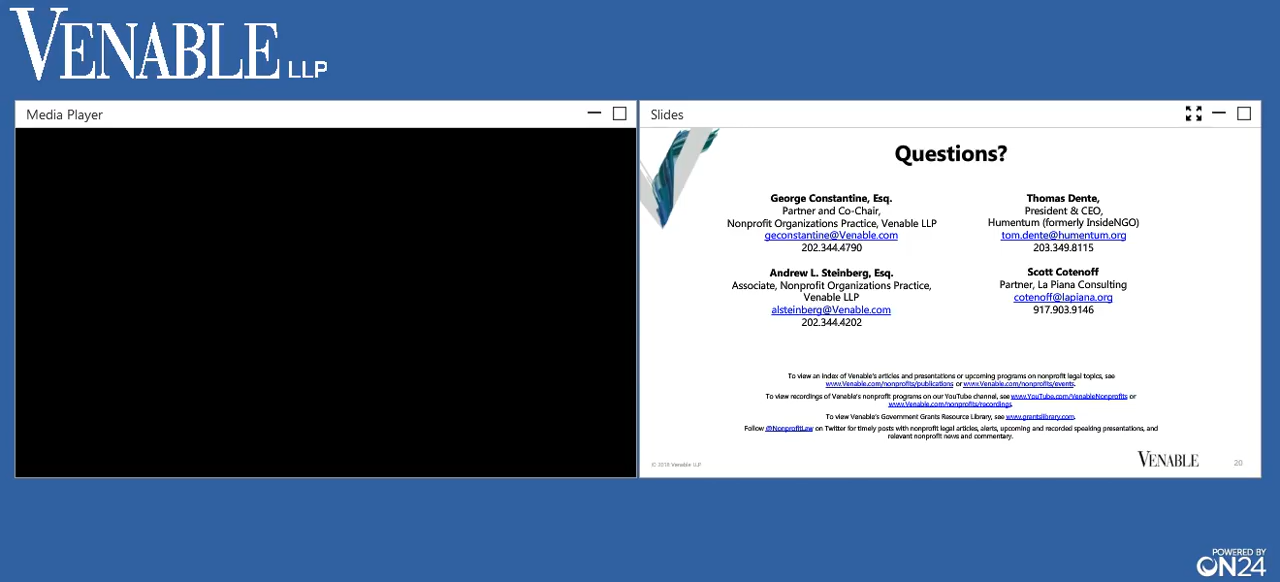 VENABLE LLP
Media Player
Slides
Questions?
George Constantine, Esq.
Partner and Co-Chair,
Nonprofit Organizations Practice, Venable LLP
geconstantine@Venable.com
202.344.4790
Thomas Dente,
President & CEO,
Humentum (formerly InsideNGO)
tom.dente@humentum.org
203.349.8115
Andrew L. Steinberg, Esq.
Associate, Nonprofit Organizations Practice,
Venable LLP
alsteinberg@Venable.com
202.344.4202
Scott Cotenoff
Partner, La Piana Consulting
cotenoff@lapiana.org
917.903.9146
To view an index of Venable's articles and presentations or upcoming programs on nonprofit legal topics, see
www.Venable.com/nonprofits/publications or www.Venable.com/nonprofits/events.
To view recordings of Venable's nonprofit programs on our YouTube channel, see www.YouTube.com/VenableNonprofits or
www.Venable.com/nonprofits/recordings.
To view Venable's Government Grants Resource Library, see www.grantslibrary.com.
Follow @NonprofitLaw on Twitter for timely posts with nonprofit legal articles, alerts, upcoming and recorded speaking presentations, and
relevant nonprofit news and commentary.
© 2018 Venable LLP
VENABLE
20
POWERED BY
ON24